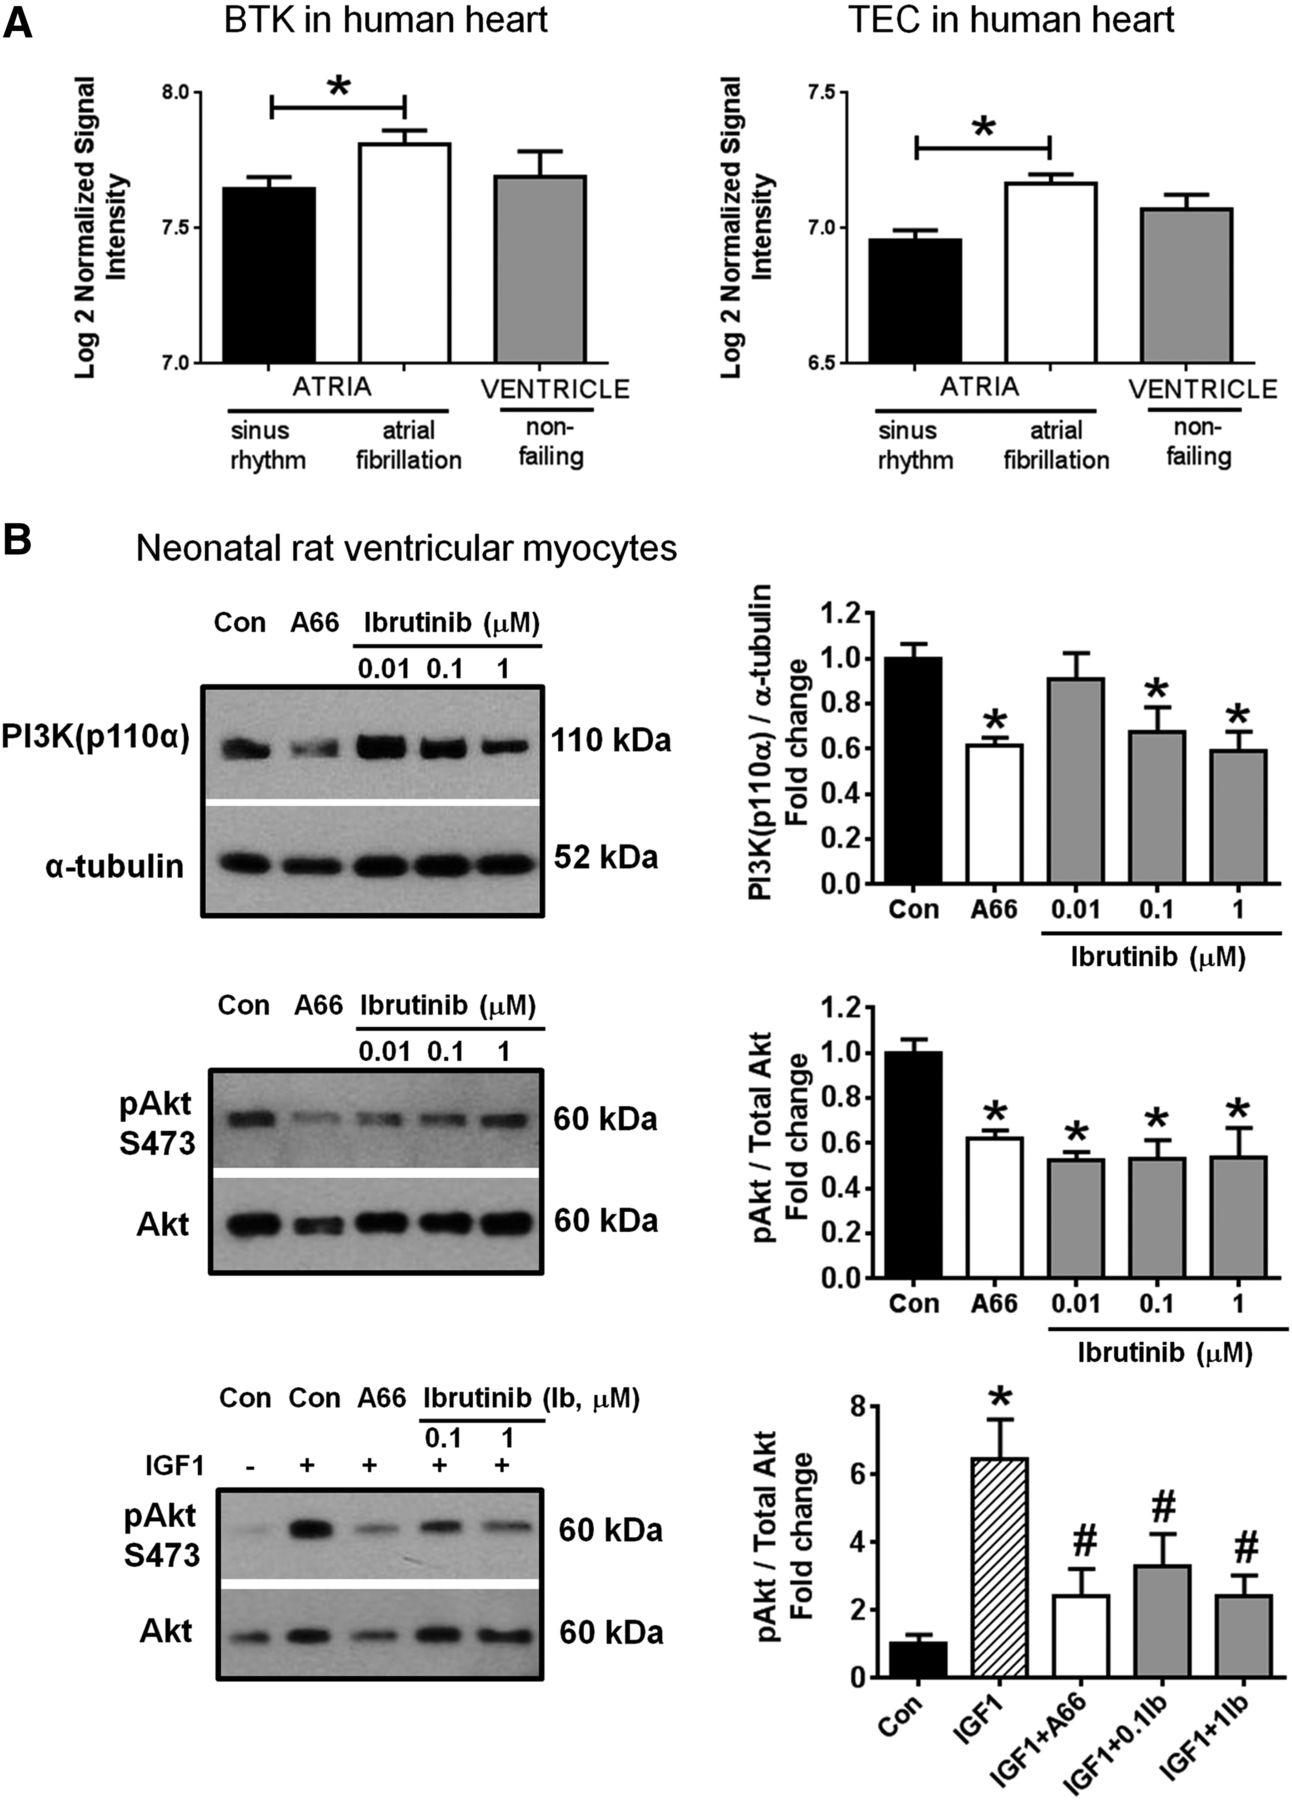 A
BTK in human heart
TEC in human heart
Log 2 Normalized Signal
Intensity
8.0
7.5
7.0
*
ATRIA
VENTRICLE
sinus
rhythm
atrial
fibrillation
non-
failing
Log 2 Normalized Signal
Intensity
7.5
7.0
6.5
*
ATRIA
VENTRICLE
sinus
rhythm
atrial
fibrillation
non-
failing
B
Neonatal rat ventricular myocytes
Con A66 Ibrutinib (μM)
0.01 0.1 1
PI3K(p110α)
110 kDa
α-tubulin
52 kDa
PI3K(p110α) / α-tubulin
Fold change
1.2
1.0
0.8
0.6
0.4
0.2
0.0
* * *
Con A66 0.01 0.1 1
Ibrutinib (μM)
Con A66 Ibrutinib (μM)
0.01 0.1 1
pAkt
S473
60 kDa
Akt
60 kDa
pAkt / Total Akt
Fold change
1.2
1.0
0.8
0.6
0.4
0.2
0.0
* * * *
Con A66 0.01 0.1 1
Ibrutinib (μM)
Con Con A66 Ibrutinib (Ib, μM)
0.1 1
IGF1 - + + + +
pAkt
S473
60 kDa
Akt
60 kDa
pAkt / Total Akt
Fold change
8
6
4
2
0
* # # #
Con
IGF1
IGF1+A66
IGF1+0.1Ib
IGF1+1Ib